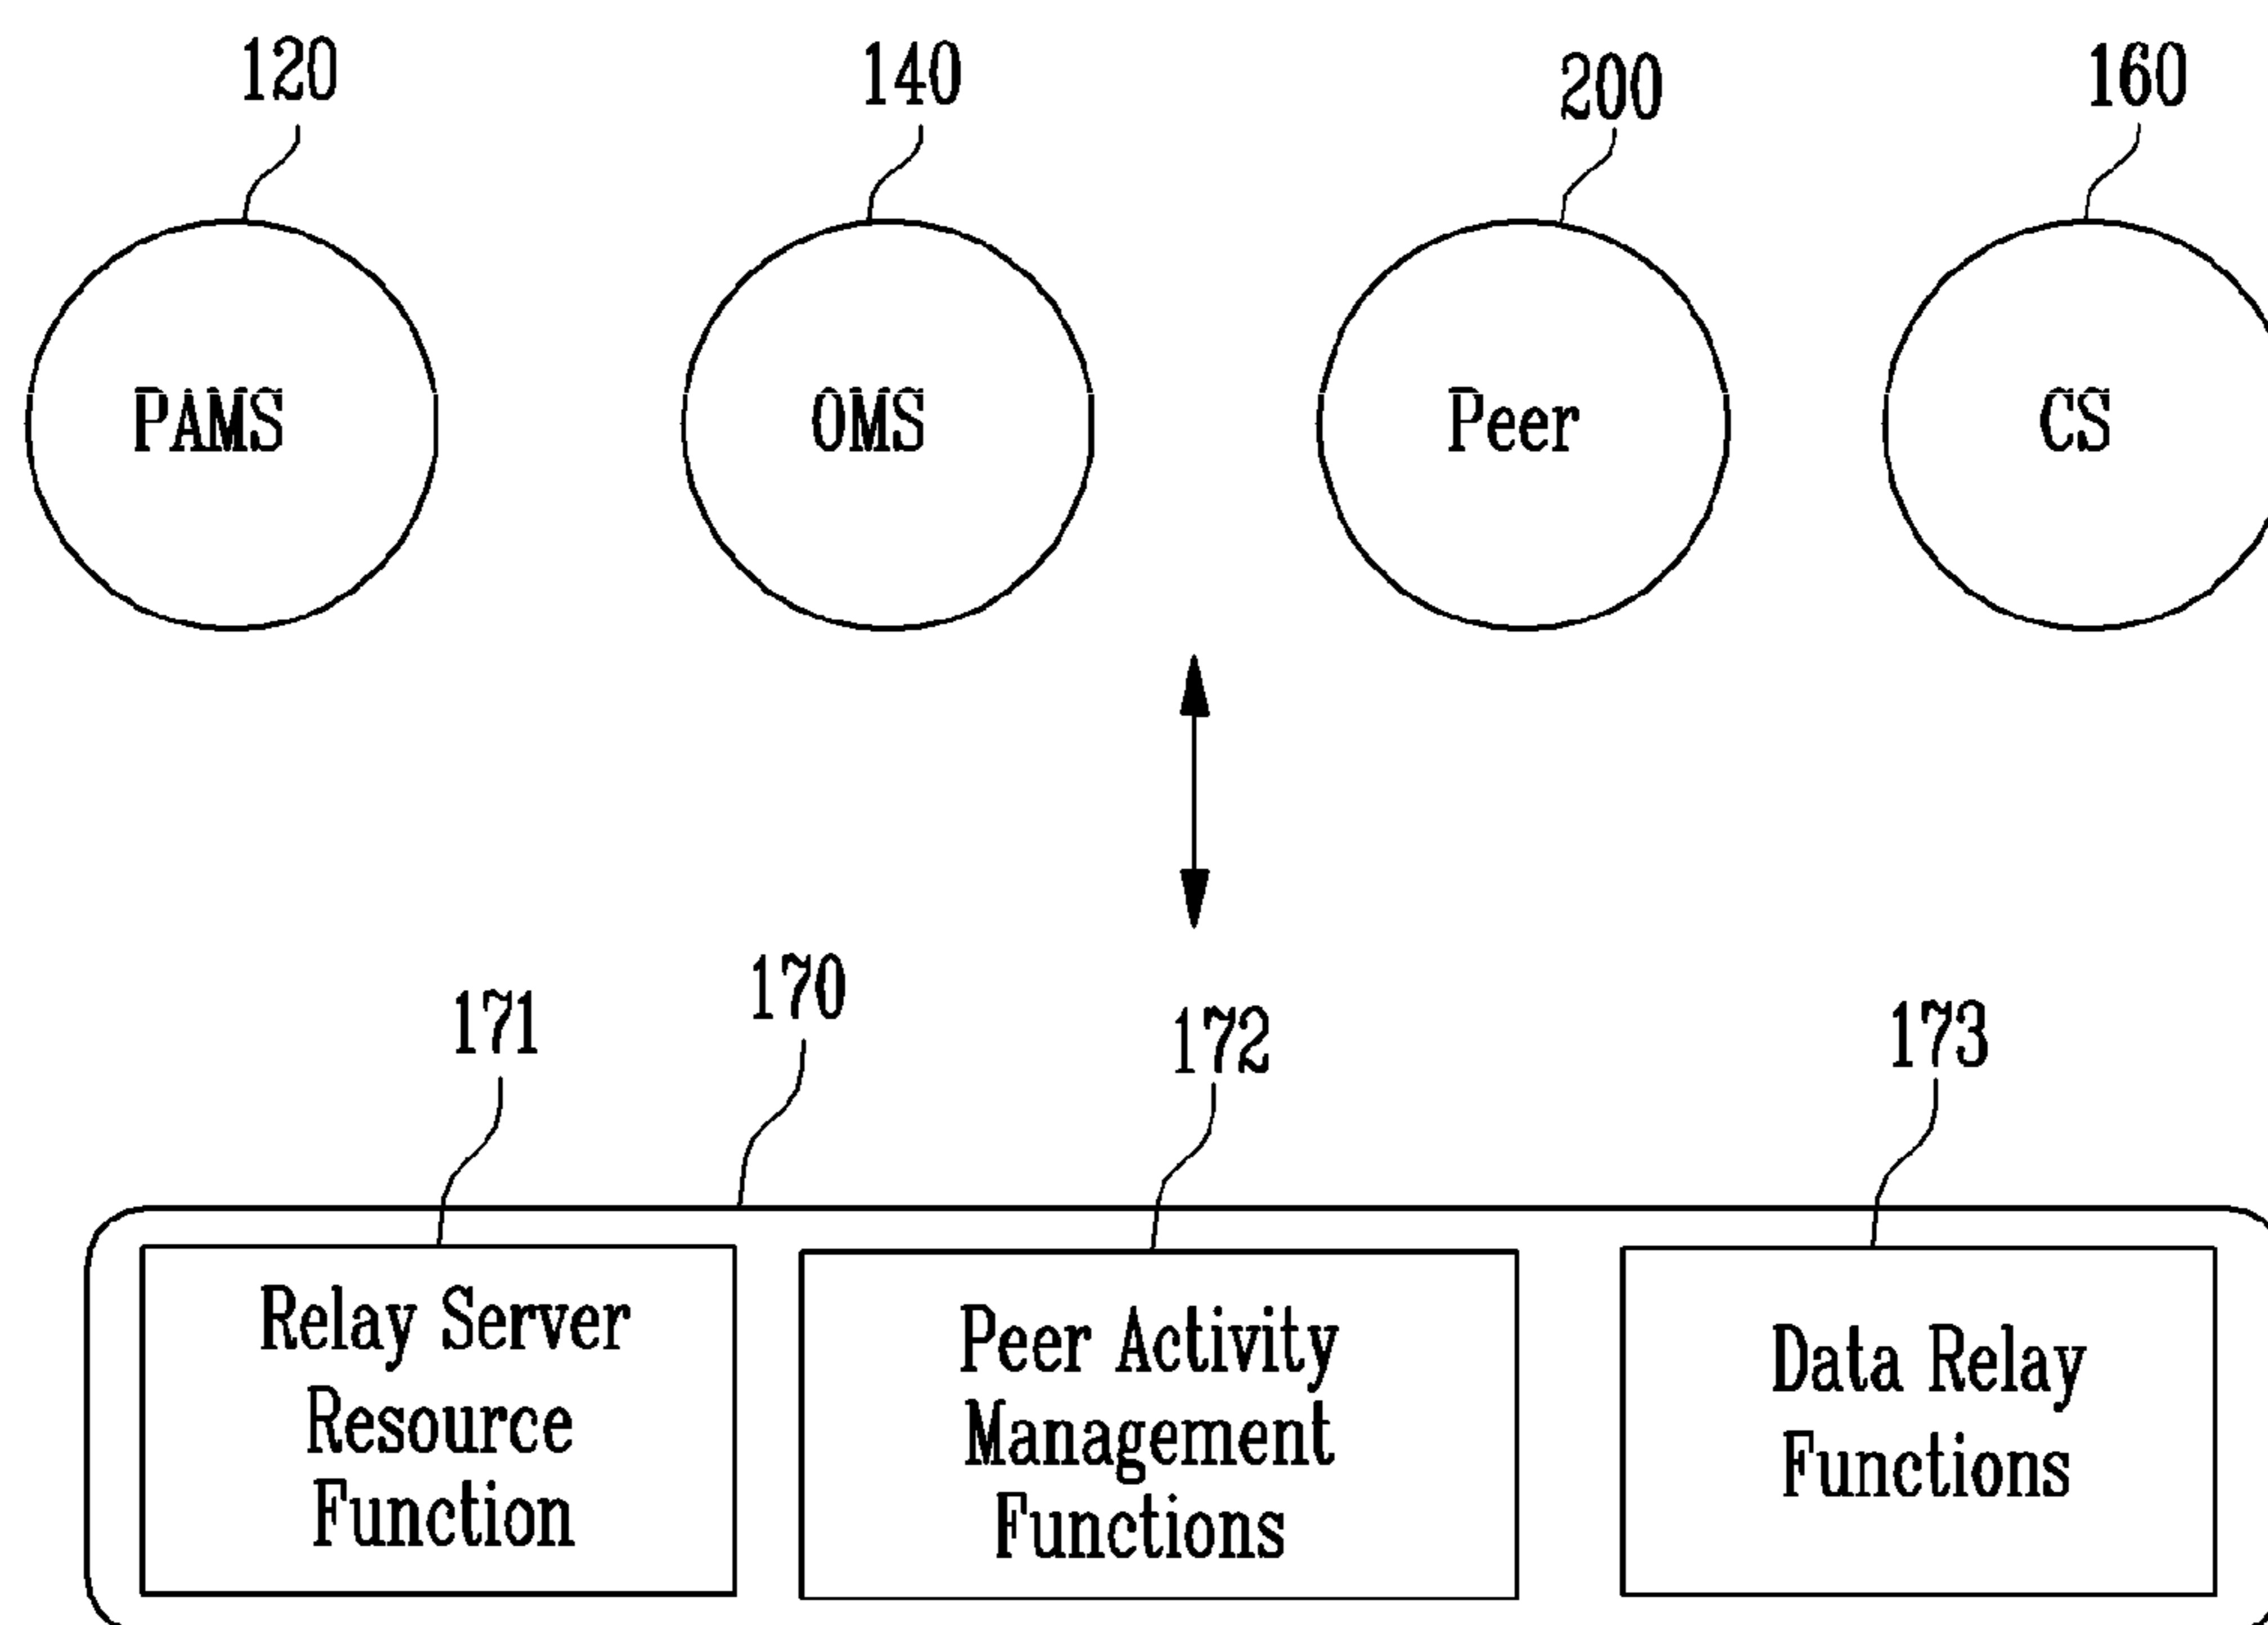 120
140
200
160
PAMS
OMS
Peer
CS
171
170
172
173
Relay Server
Resource
Function
Peer Activity
Management
Functions
Data Relay
Functions